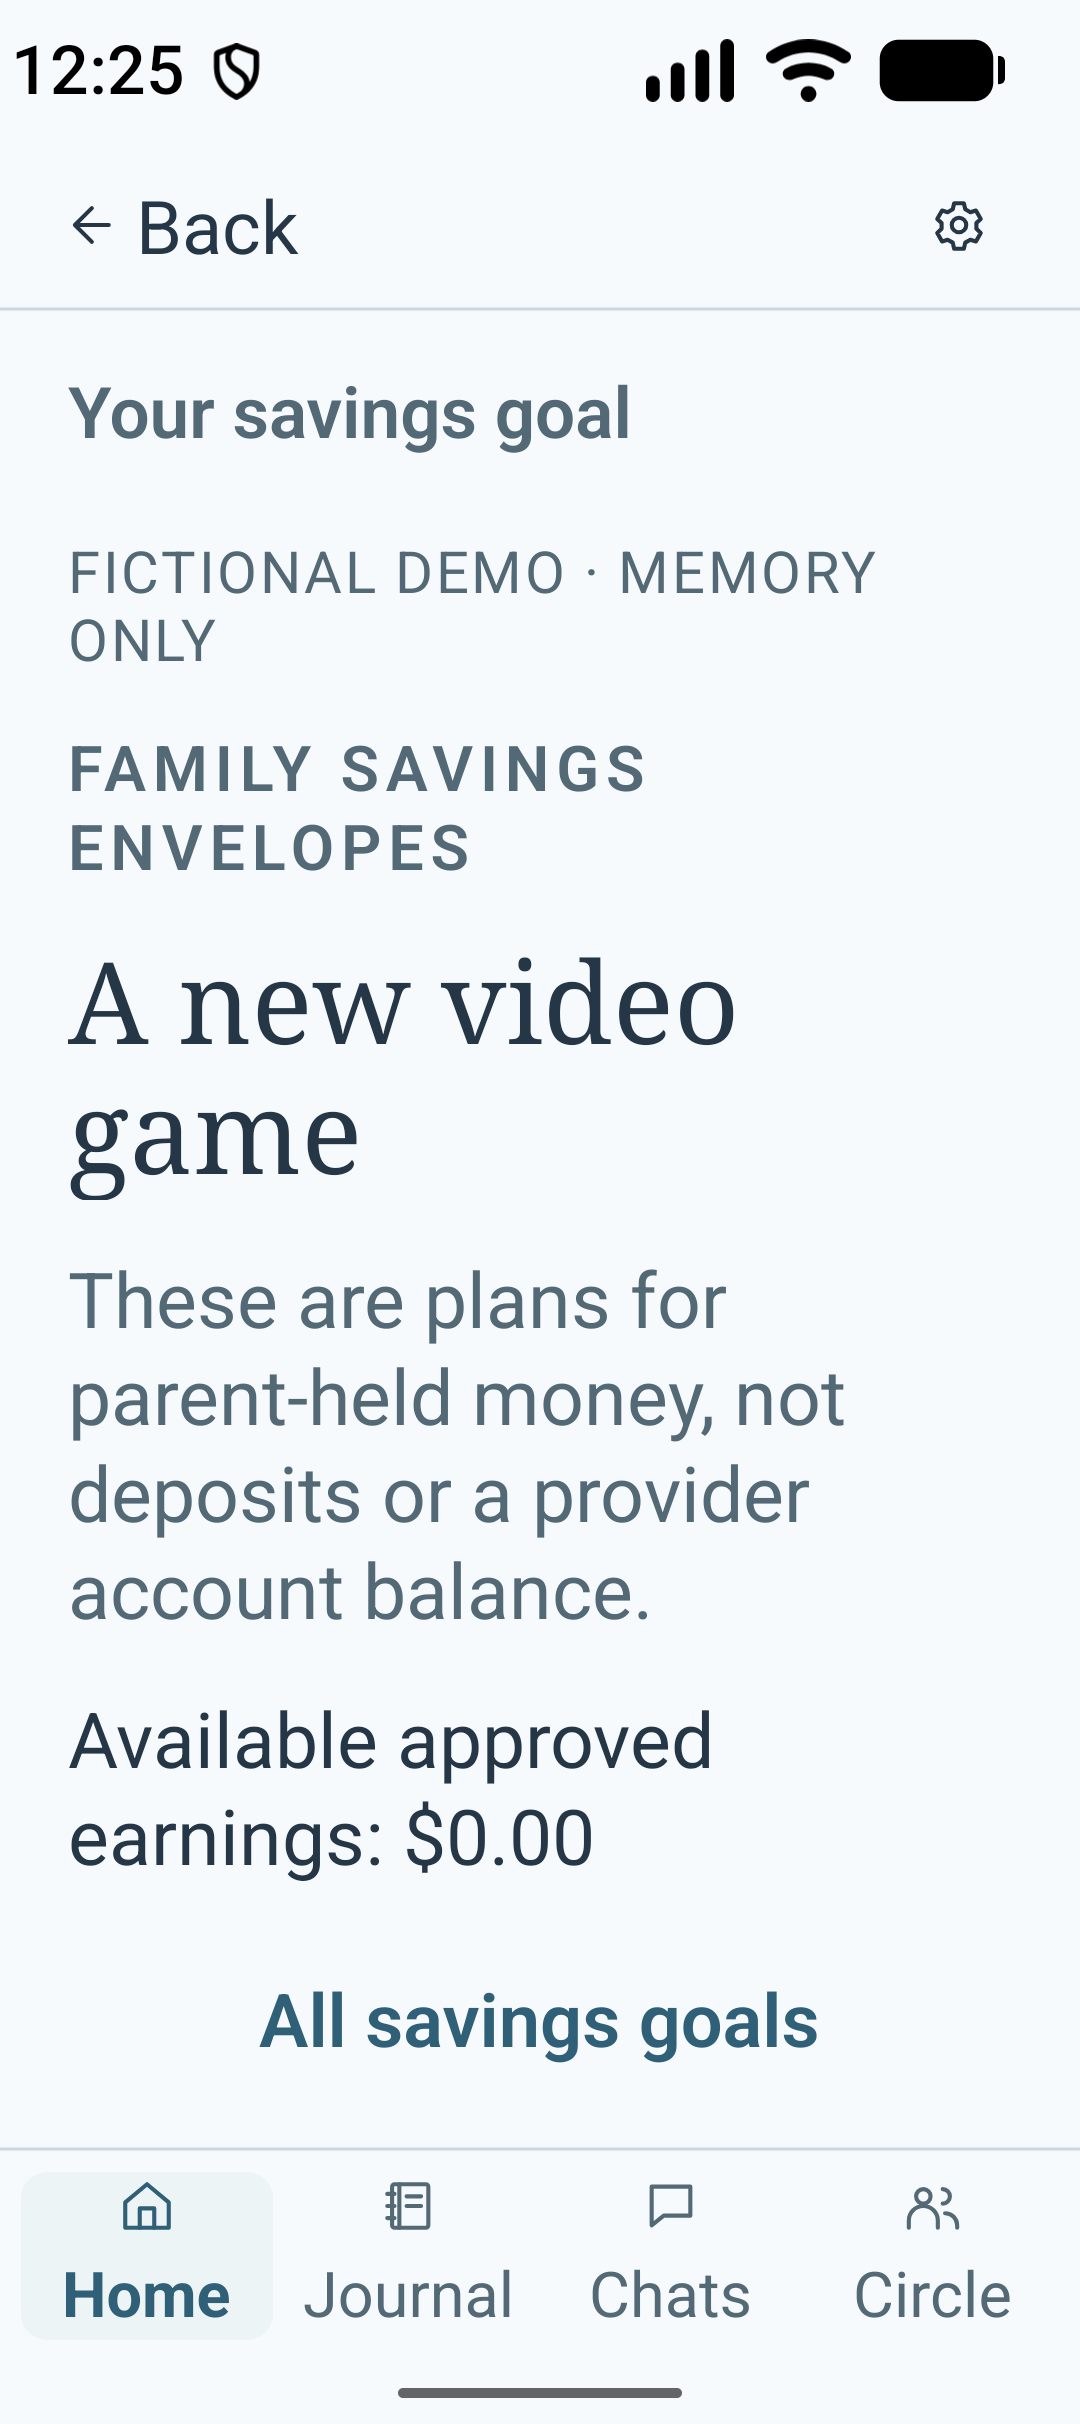 12:25
Back
Your savings goal
FICTIONAL DEMO · MEMORY
ONLY
FAMILY SAVINGS
ENVELOPES
A new video
game
These are plans for
parent-held money, not
deposits or a provider
account balance.
Available approved
earnings: $0.00
All savings goals
Home
Journal
Chats
Circle